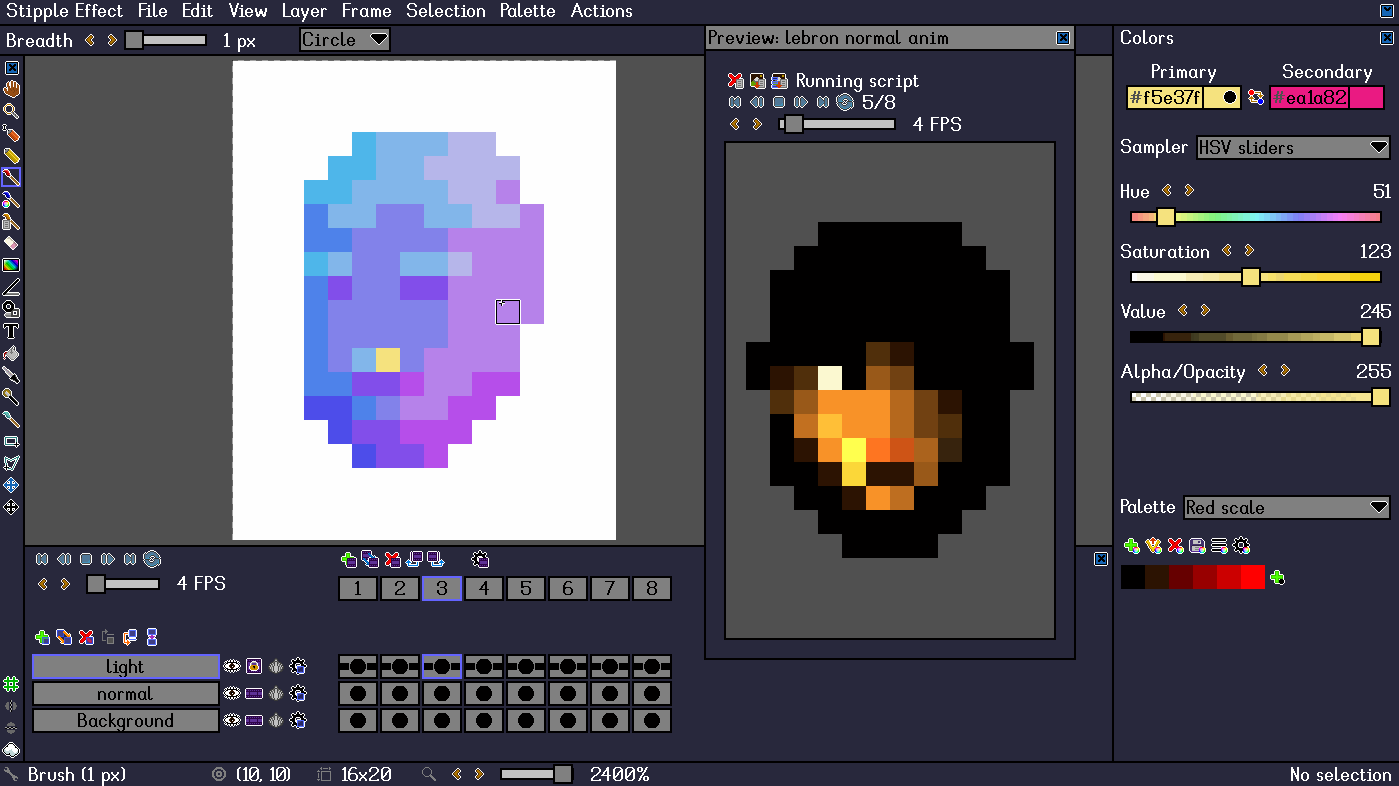 Stipple Effect File Edit View Layer Frame Selection Palette Actions
Breadth 1 px Circle
Preview: lebron normal anim
Running script
5/8
4 FPS
Colors
Primary Secondary
#f5e37f #ea1a82
Sampler HSV sliders
Hue 51
Saturation 123
Value 245
Alpha/Opacity 255
Palette Red scale
4 FPS
1 2 3 4 5 6 7 8
light
normal
Background
Brush (1 px) (10, 10) 16x20 2400% No selection